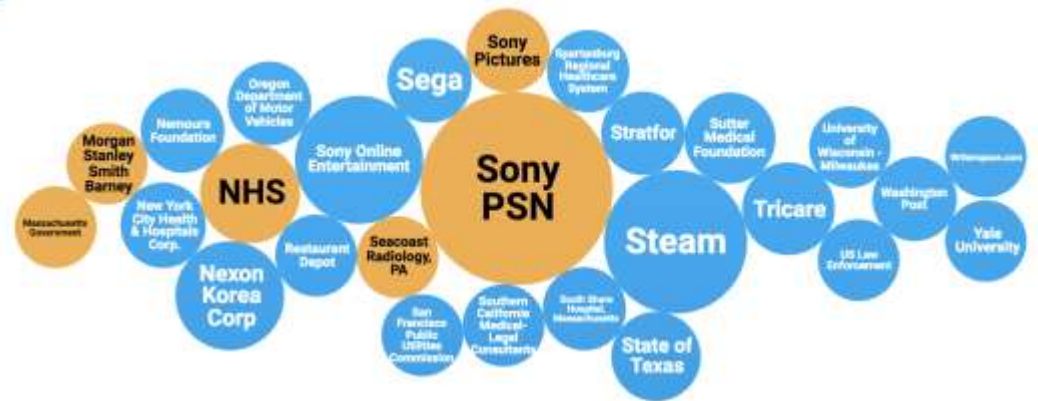 Sony
Pictures
Spartanburg
Regional
Healthcare
System
Sega
Oregon
Department
of Motor
Vehicles
Nemours
Foundation
Sony Online
Entertainment
Stratfor
Sutter
Medical
Foundation
University
of
Wisconsin -
Milwaukee
Morgan
Stanley
Smith
Barney
NHS
Sony
PSN
Washington
Post
Tricare
New York
City Health
& Hospitals
Corp.
Massachusetts
Government
Steam
Yale
University
Restaurant
Depot
Seacoast
Radiology,
PA
US Law
Enforcement
Nexon
Korea
Corp
San
Francisco
Public
Utilities
Commission
Southern
California
Medical-
Legal
Consultants
South Shore
Hospital,
Massachusetts
State of
Texas